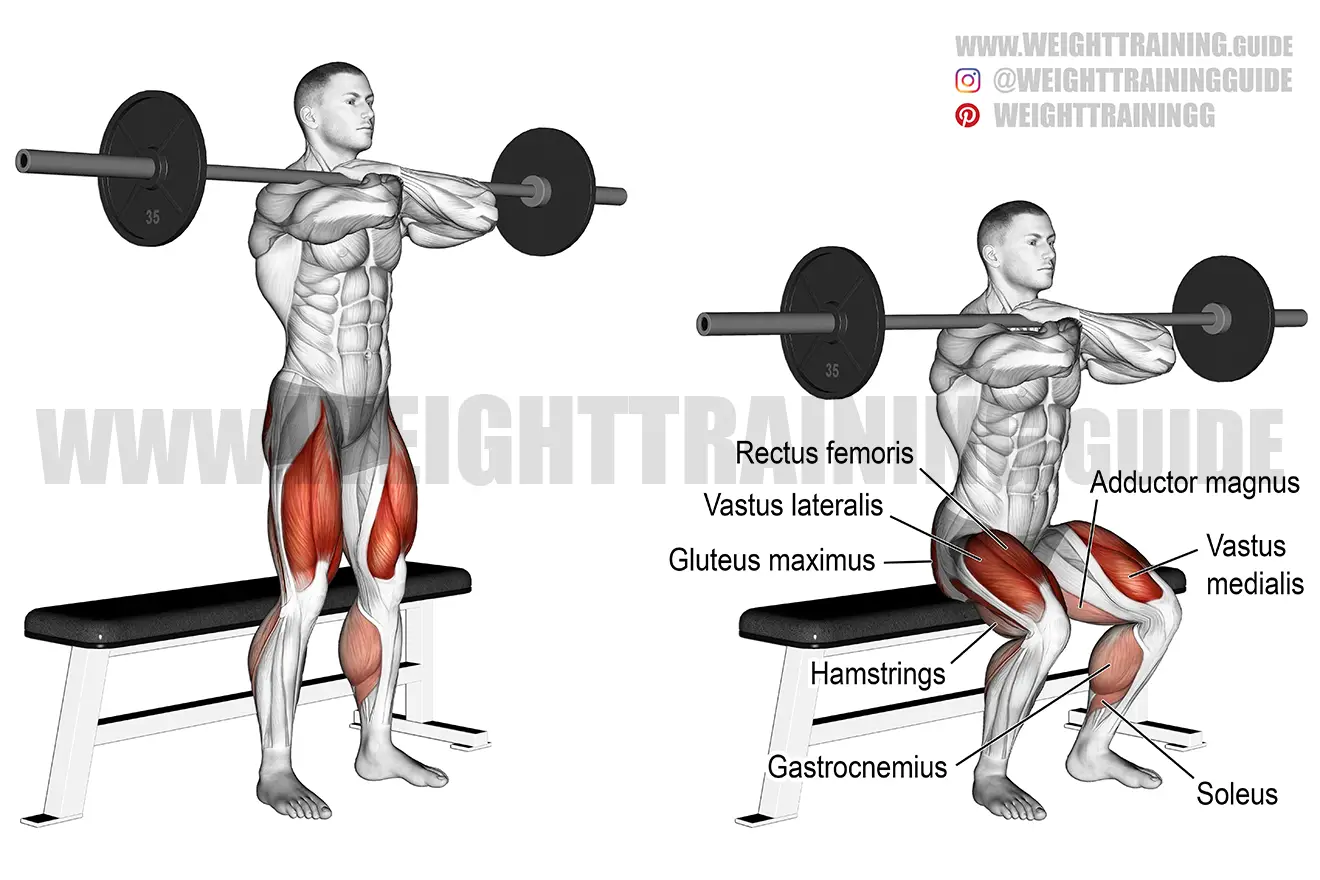 WWW.WEIGHTTRAINING.GUIDE
@WEIGHTTRAININGGUIDE
WEIGHTTRAININGG
35
35
WWW.WEIGHTTRAINING.GUIDE
Rectus femoris
Adductor magnus
Vastus lateralis
Vastus
medialis
Gluteus maximus
Hamstrings
Gastrocnemius
Soleus